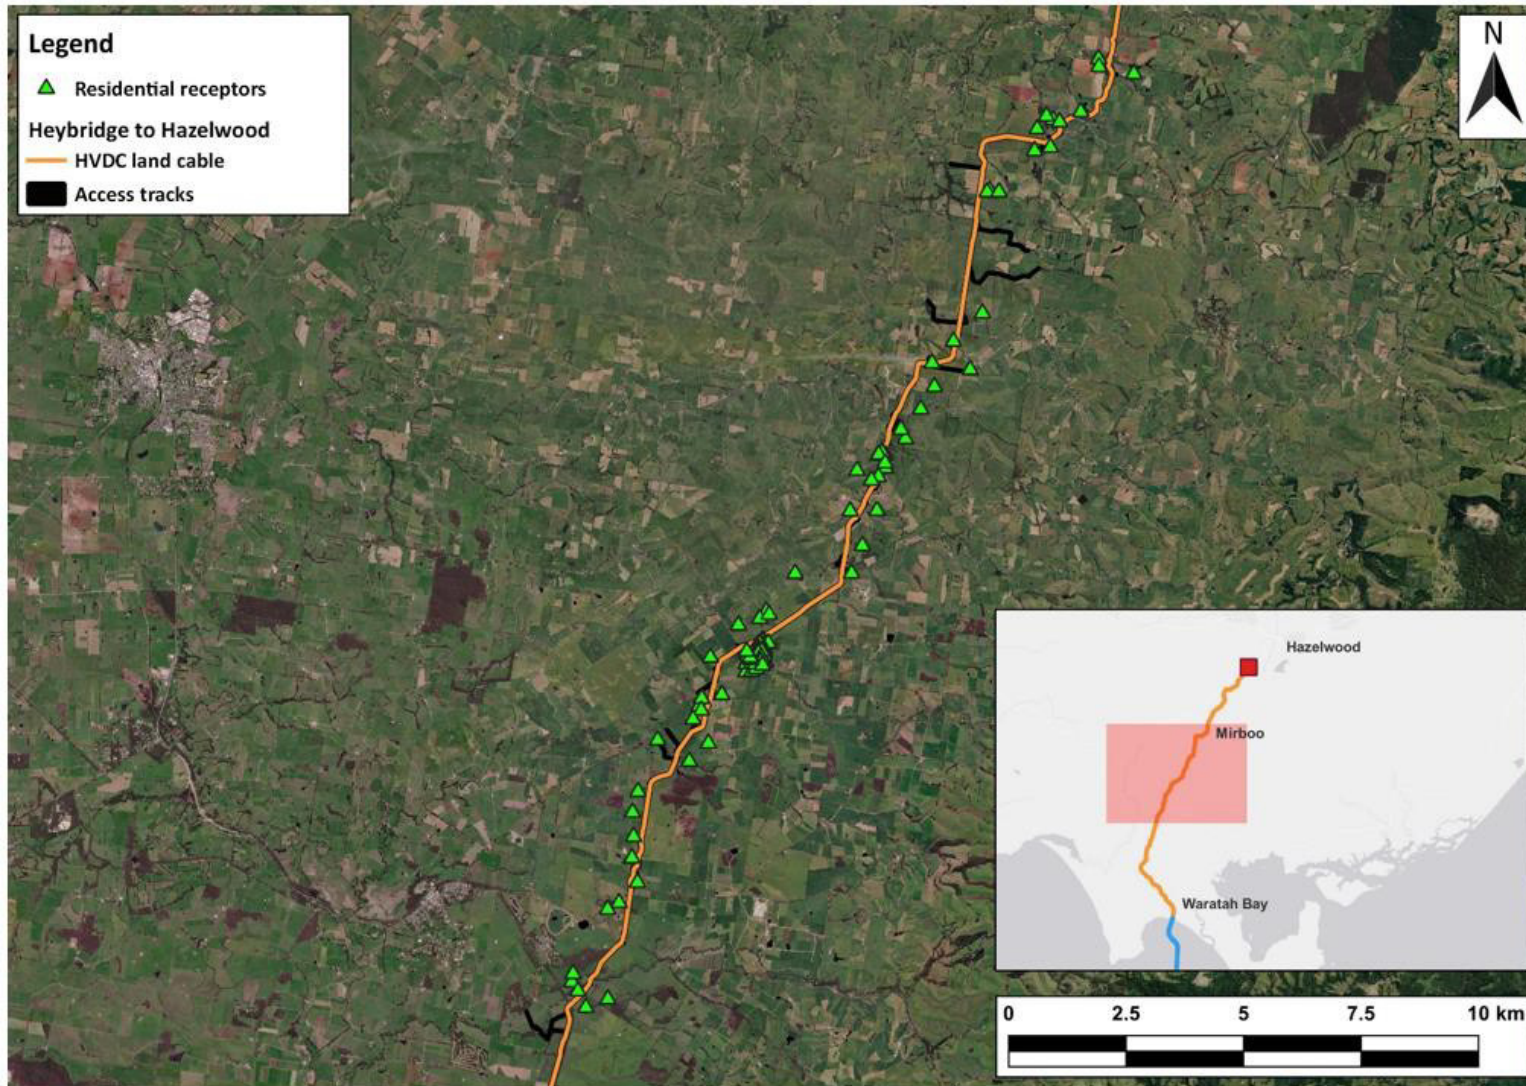 Legend
Residential receptors
Heybridge to Hazelwood
HVDC land cable
Access tracks
N
Hazelwood
Mirboo
Waratah Bay
0 2.5 5 7.5 10 km